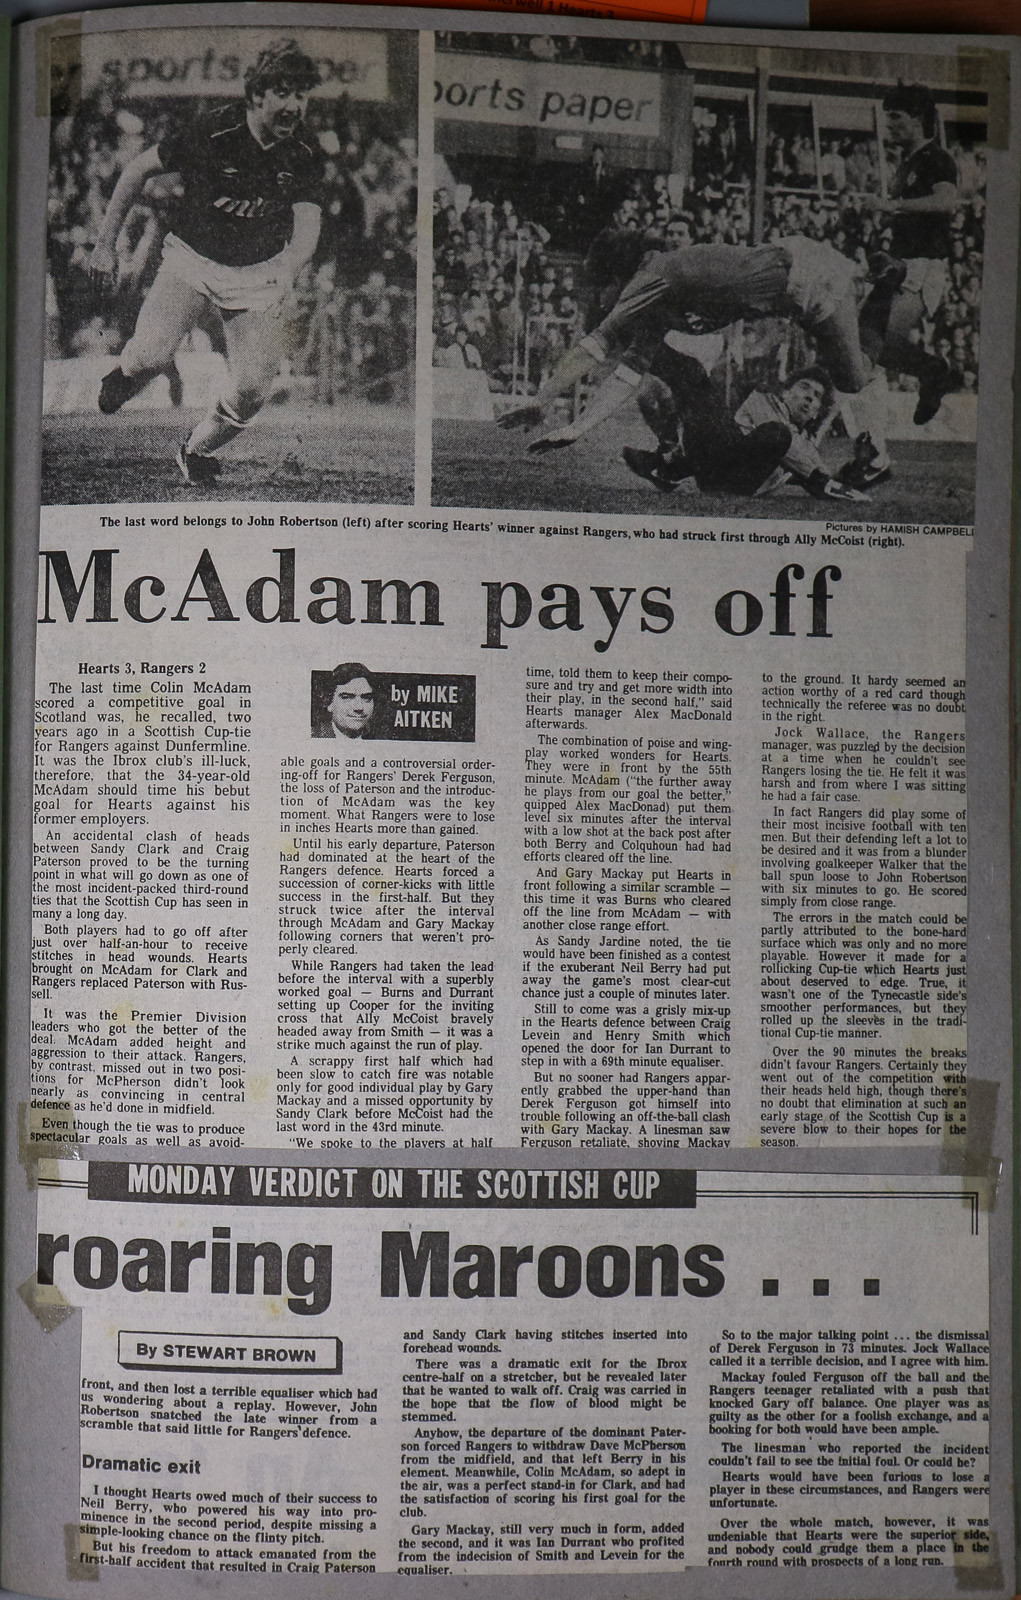 herwell 1 Hearts 3
er sports paper
ports paper
Pictures by HAMISH CAMPBELL
The last word belongs to John Robertson (left) after scoring Hearts' winner against Rangers, who had struck first through Ally McCoist (right).
McAdam pays off
Hearts 3, Rangers 2
The last time Colin McAdam
scored a competitive goal in
Scotland was, he recalled, two
years ago in a Scottish Cup-tie
for Rangers against Dunfermline.
It was the Ibrox club's ill-luck,
therefore, that the 34-year-old
McAdam should time his debut
goal for Hearts against his
former employers.
An accidental clash of heads
between Sandy Clark and Craig
Paterson proved to be the turning
point in what will go down as one of
the most incident-packed third-round
ties that the Scottish Cup has seen in
many a long day.
Both players had to go off after
just over half-an-hour to receive
stitches in head wounds. Hearts
brought on McAdam for Clark and
Rangers replaced Paterson with Rus-
sell.
It was the Premier Division
leaders who got the better of the
deal. McAdam added height and
aggression to their attack. Rangers,
by contrast, missed out in two posi-
tions for McPherson didn't look
nearly as convincing in central
defence as he'd done in midfield.
Even though the tie was to produce
spectacular goals as well as avoid-
by MIKE
AITKEN
able goals and a controversial order-
ing-off for Rangers' Derek Ferguson,
the loss of Paterson and the introduc-
tion of McAdam was the key
moment. What Rangers were to lose
in inches Hearts more than gained.
Until his early departure, Paterson
had dominated at the heart of the
Rangers defence. Hearts forced a
succession of corner-kicks with little
success in the first-half. But they
struck twice after the interval
through McAdam and Gary Mackay
following corners that weren't pro-
perly cleared.
While Rangers had taken the lead
before the interval with a superbly
worked goal — Burns and Durrant
setting up Cooper for the inviting
cross that Ally McCoist bravely
headed away from Smith — it was a
strike much against the run of play.
A scrappy first half which had
been slow to catch fire was notable
only for good individual play by Gary
Mackay and a missed opportunity by
Sandy Clark before McCoist had the
last word in the 43rd minute.
"We spoke to the players at half
time, told them to keep their compo-
sure and try and get more width into
their play, in the second half," said
Hearts manager Alex MacDonald
afterwards.
The combination of poise and wing-
play worked wonders for Hearts.
They were in front by the 55th
minute. McAdam ("the further away
he plays from our goal the better,"
quipped Alex MacDonad) put them
level six minutes after the interval
with a low shot at the back post after
both Berry and Colquhoun had had
efforts cleared off the line.
And Gary Mackay put Hearts in
front following a similar scramble —
this time it was Burns who cleared
off the line from McAdam — with
another close range effort.
As Sandy Jardine noted, the tie
would have been finished as a contest
if the exuberant Neil Berry had put
away the game's most clear-cut
chance just a couple of minutes later.
Still to come was a grisly mix-up
in the Hearts defence between Craig
Levein and Henry Smith which
opened the door for Ian Durrant to
step in with a 69th minute equaliser.
But no sooner had Rangers appar-
ently grabbed the upper-hand than
Derek Ferguson got himself into
trouble following an off-the-ball clash
with Gary Mackay. A linesman saw
Ferguson retaliate, shoving Mackay
to the ground. It hardly seemed an
action worthy of a red card though
technically the referee was no doubt
in the right.
Jock Wallace, the Rangers
manager, was puzzled by the decision
at a time when he couldn't see
Rangers losing the tie. He felt it was
harsh and from where I was sitting
he had a fair case.
In fact Rangers did play some of
their most incisive football with ten
men. But their defending left a lot to
be desired and it was from a blunder
involving goalkeeper Walker that the
ball spun loose to John Robertson
with six minutes to go. He scored
simply from close range.
The errors in the match could be
partly attributed to the bone-hard
surface which was only and no more
playable. However it made for a
rollicking Cup-tie which Hearts just
about deserved to edge. True, it
wasn't one of the Tynecastle side's
smoother performances, but they
rolled up the sleeves in the tradi-
tional Cup-tie manner.
Over the 90 minutes the breaks
didn't favour Rangers. Certainly they
went out of the competition with
their heads held high, though there's
no doubt that elimination at such an
early stage of the Scottish Cup is a
severe blow to their hopes for the
season.
MONDAY VERDICT ON THE SCOTTISH CUP
roaring Maroons . . .
By STEWART BROWN
front, and then lost a terrible equaliser which had
us wondering about a replay. However, John
Robertson snatched the late winner from a
scramble that said little for Rangers' defence.
Dramatic exit
I thought Hearts owed much of their success to
Neil Berry, who powered his way into pro-
minence in the second period, despite missing a
simple-looking chance on the flinty pitch.
But his freedom to attack emanated from the
first-half accident that resulted in Craig Paterson
and Sandy Clark having stitches inserted into
forehead wounds.
There was a dramatic exit for the Ibrox
centre-half on a stretcher, but he revealed later
that he wanted to walk off. Craig was carried in
the hope that the flow of blood might be
stemmed.
Anyhow, the departure of the dominant Pater-
son forced Rangers to withdraw Dave McPherson
from the midfield, and that left Berry in his
element. Meanwhile, Colin McAdam, so adept in
the air, was a perfect stand-in for Clark, and had
the satisfaction of scoring his first goal for the
club.
Gary Mackay, still very much in form, added
the second, and it was Ian Durrant who profited
from the indecision of Smith and Levein for the
equaliser.
So to the major talking point ... the dismissal
of Derek Ferguson in 73 minutes. Jock Wallace
called it a terrible decision, and I agree with him.
Mackay fouled Ferguson off the ball and the
Rangers teenager retaliated with a push that
knocked Gary off balance. One player was as
guilty as the other for a foolish exchange, and a
booking for both would have been ample.
The linesman who reported the incident
couldn't fail to see the initial foul. Or could he?
Hearts would have been furious to lose a
player in these circumstances, and Rangers were
unfortunate.
Over the whole match, however, it was
undeniable that Hearts were the superior side,
and nobody could grudge them a place in the
fourth round with prospects of a long run.